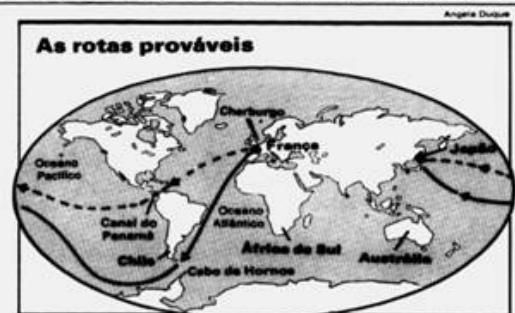 Angela Duque
As rotas prováveis
Cherburgo
França
Japão
Oceano
Pacífico
Canal do
Panamá
Oceano
Atlântico
Chile
África do Sul
Austrália
Cabo de Hornos